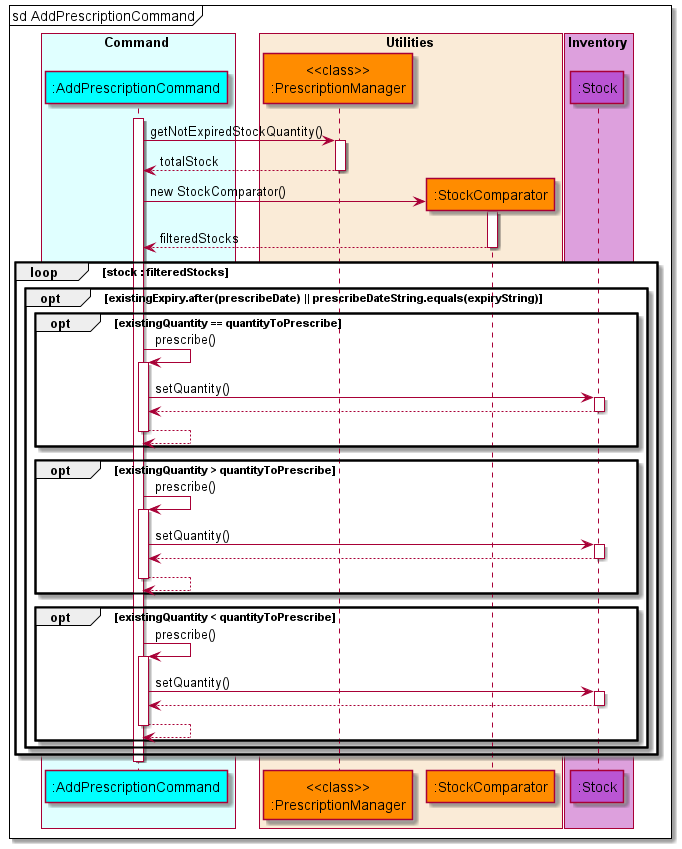 sd AddPrescriptionCommand
Command
Utilities
Inventory
:AddPrescriptionCommand
<<class>>
:PrescriptionManager
:Stock
getNotExpiredStockQuantity()
totalStock
new StockComparator()
:StockComparator
filteredStocks
loop [stock : filteredStocks]
opt [existingExpiry.after(prescribeDate) || prescribeDateString.equals(expiryString)]
opt [existingQuantity == quantityToPrescribe]
prescribe()
setQuantity()
opt [existingQuantity > quantityToPrescribe]
prescribe()
setQuantity()
opt [existingQuantity < quantityToPrescribe]
prescribe()
setQuantity()
:AddPrescriptionCommand
<<class>>
:PrescriptionManager
:StockComparator
:Stock